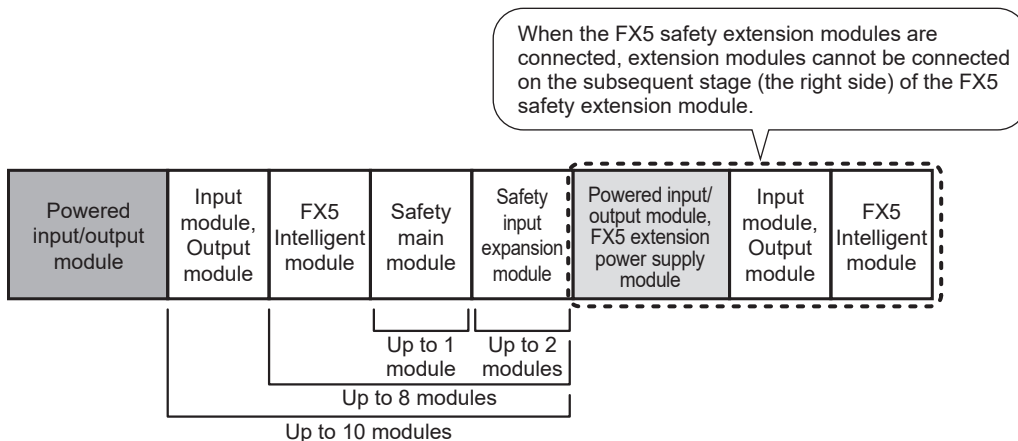 When the FX5 safety extension modules are
connected, extension modules cannot be connected
on the subsequent stage (the right side) of the FX5
safety extension module.
Powered
input/output
module
Input
module,
Output
module
FX5
Intelligent
module
Safety
main
module
Safety
input
expansion
module
Powered input/
output module,
FX5 extension
power supply
module
Input
module,
Output
module
FX5
Intelligent
module
Up to 1
module
Up to 2
modules
Up to 8 modules
Up to 10 modules